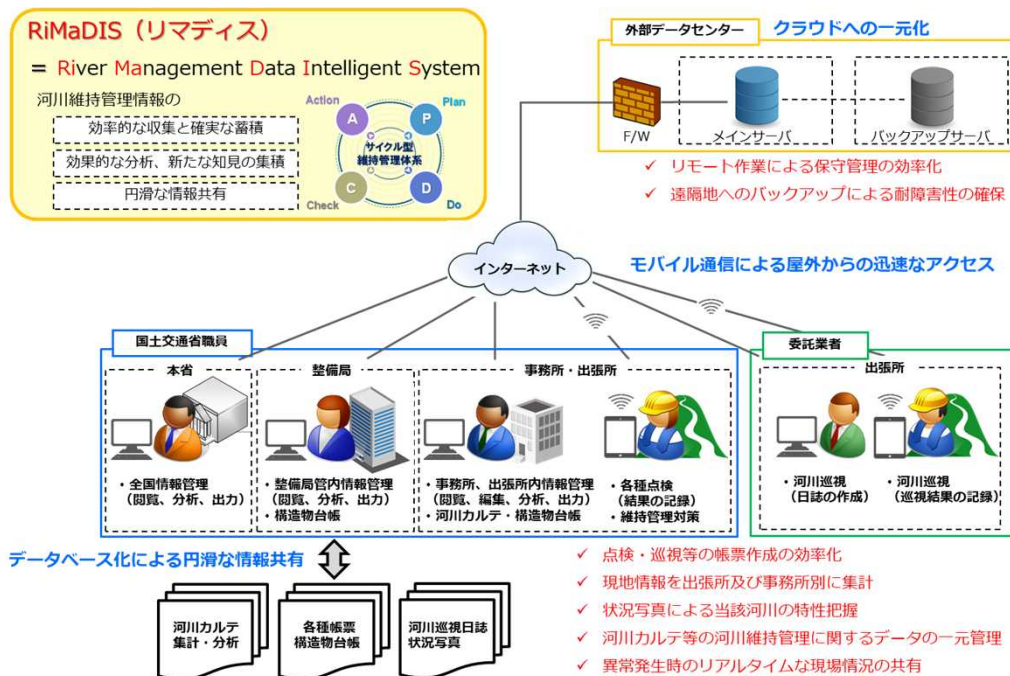 RiMaDIS（リマディス）
= River Management Data Intelligent System
河川維持管理情報の
効率的な収集と確実な蓄積
効果的な分析、新たな知見の集積
円滑な情報共有
Action
Plan
A
P
サイクル型
維持管理体系
C
D
Check
Do
外部データセンター
クラウドへの一元化
F/W
メインサーバ
バックアップサーバ
✓ リモート作業による保守管理の効率化
✓ 遠隔地へのバックアップによる耐障害性の確保
インターネット
モバイル通信による屋外からの迅速なアクセス
国土交通省職員
本省
・全国情報管理
（閲覧、分析、出力）
整備局
・整備局管内情報管理
（閲覧、分析、出力）
・構造物台帳
事務所・出張所
・事務所、出張所内情報管理
（閲覧、編集、分析、出力）
・河川カルテ・構造物台帳
・各種点検
（結果の記録）
・維持管理対策
委託業者
出張所
・河川巡視
（日誌の作成）
・河川巡視
（巡視結果の記録）
データベース化による円滑な情報共有
河川カルテ
集計・分析
各種帳票
構造物台帳
河川巡視日誌
状況写真
✓ 点検・巡視等の帳票作成の効率化
✓ 現地情報を出張所及び事務所別に集計
✓ 状況写真による当該河川の特性把握
✓ 河川カルテ等の河川維持管理に関するデータの一元管理
✓ 異常発生時のリアルタイムな現場情況の共有